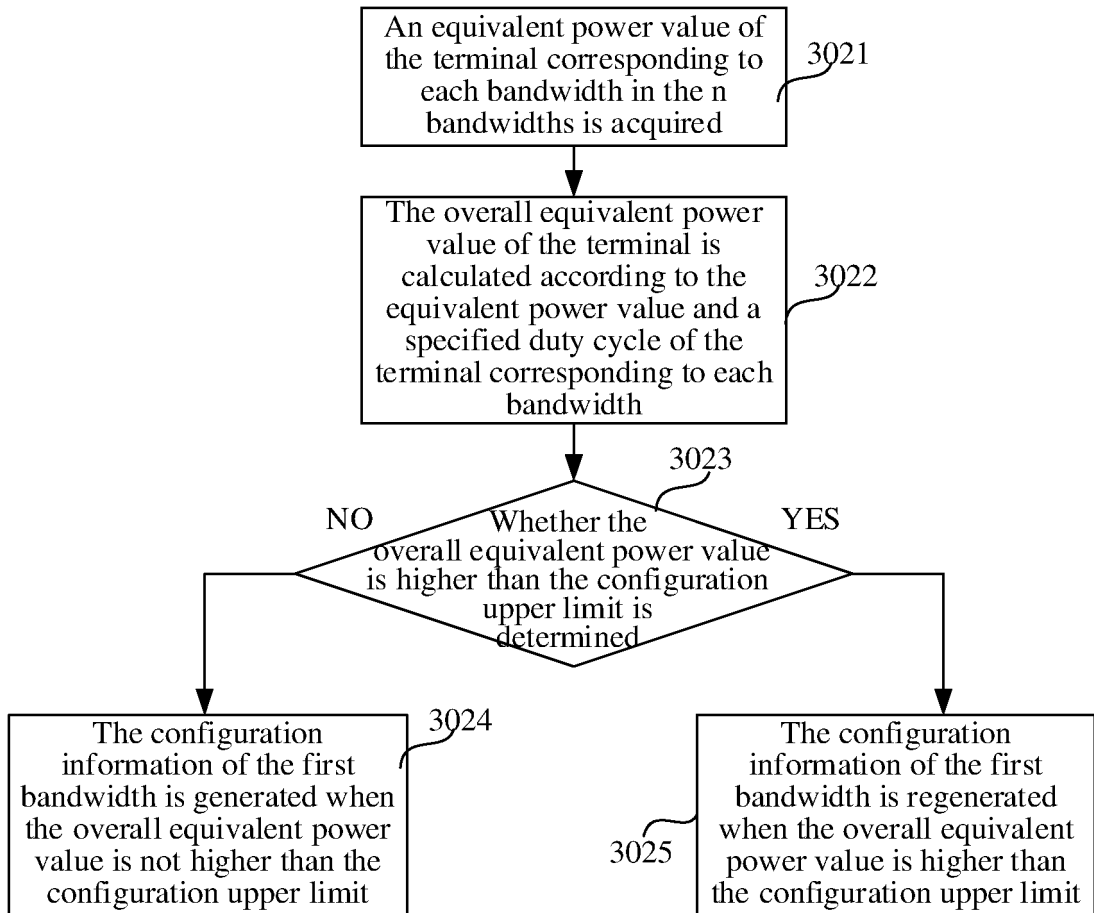 An equivalent power value of
the terminal corresponding to
each bandwidth in the n
bandwidths is acquired
3021
The overall equivalent power
value of the terminal is
calculated according to the
equivalent power value and a
specified duty cycle of the
terminal corresponding to each
bandwidth
3022
3023
NO
YES
Whether the
overall equivalent power value
is higher than the configuration
upper limit is
determined
The configuration
information of the first
bandwidth is generated when
the overall equivalent power
value is not higher than the
configuration upper limit
3024
The configuration
information of the first
bandwidth is regenerated
when the overall equivalent
power value is higher than
the configuration upper limit
3025